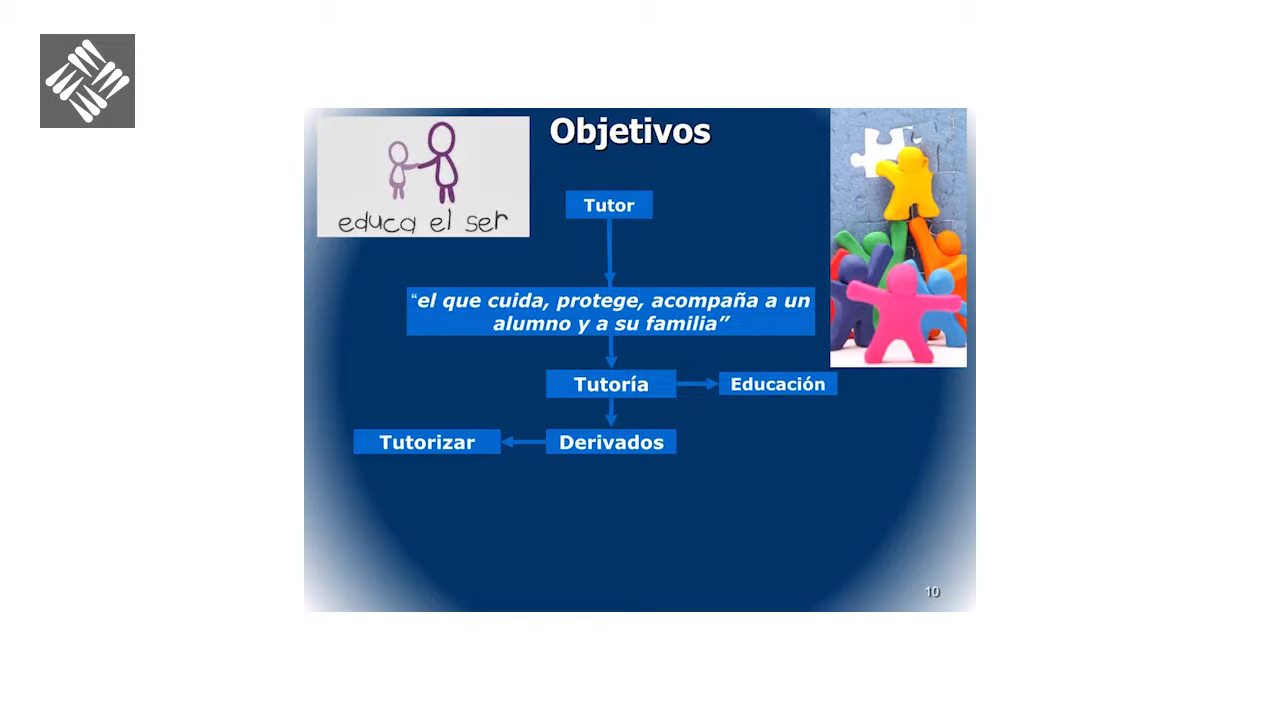 Objetivos
educa el ser
Tutor
“el que cuida, protege, acompaña a un
alumno y a su familia”
Tutoría
Educación
Tutorizar
Derivados
10